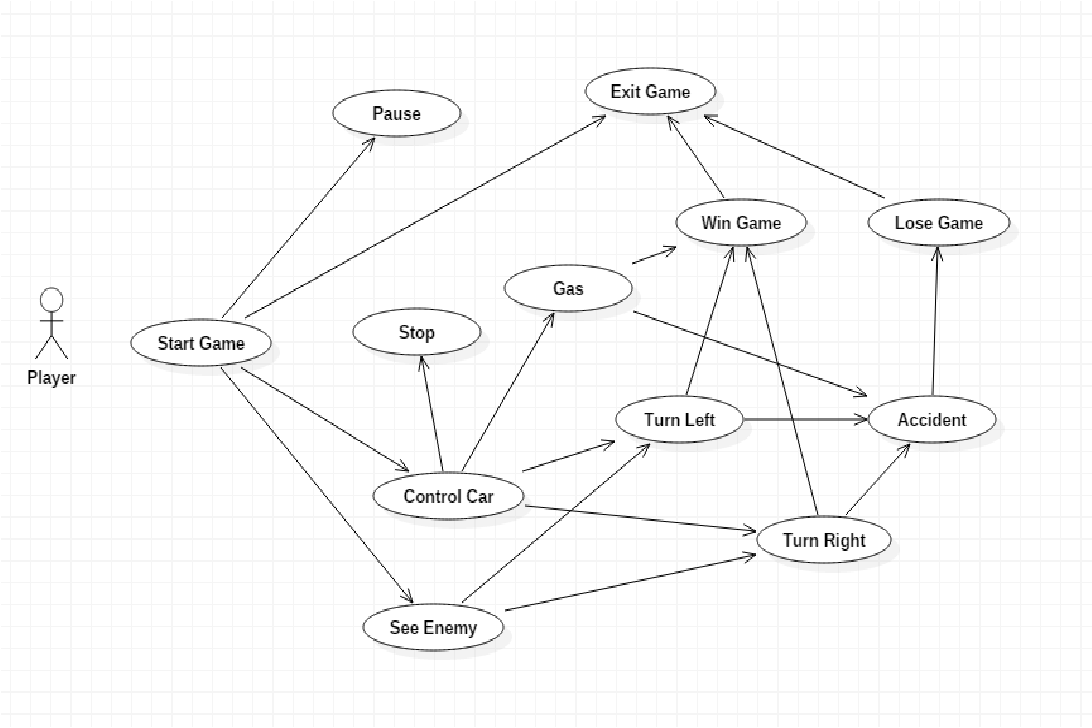 Exit Game
Pause
Win Game
Lose Game
Gas
Stop
Start Game
Player
Turn Left
Accident
Control Car
Turn Right
See Enemy